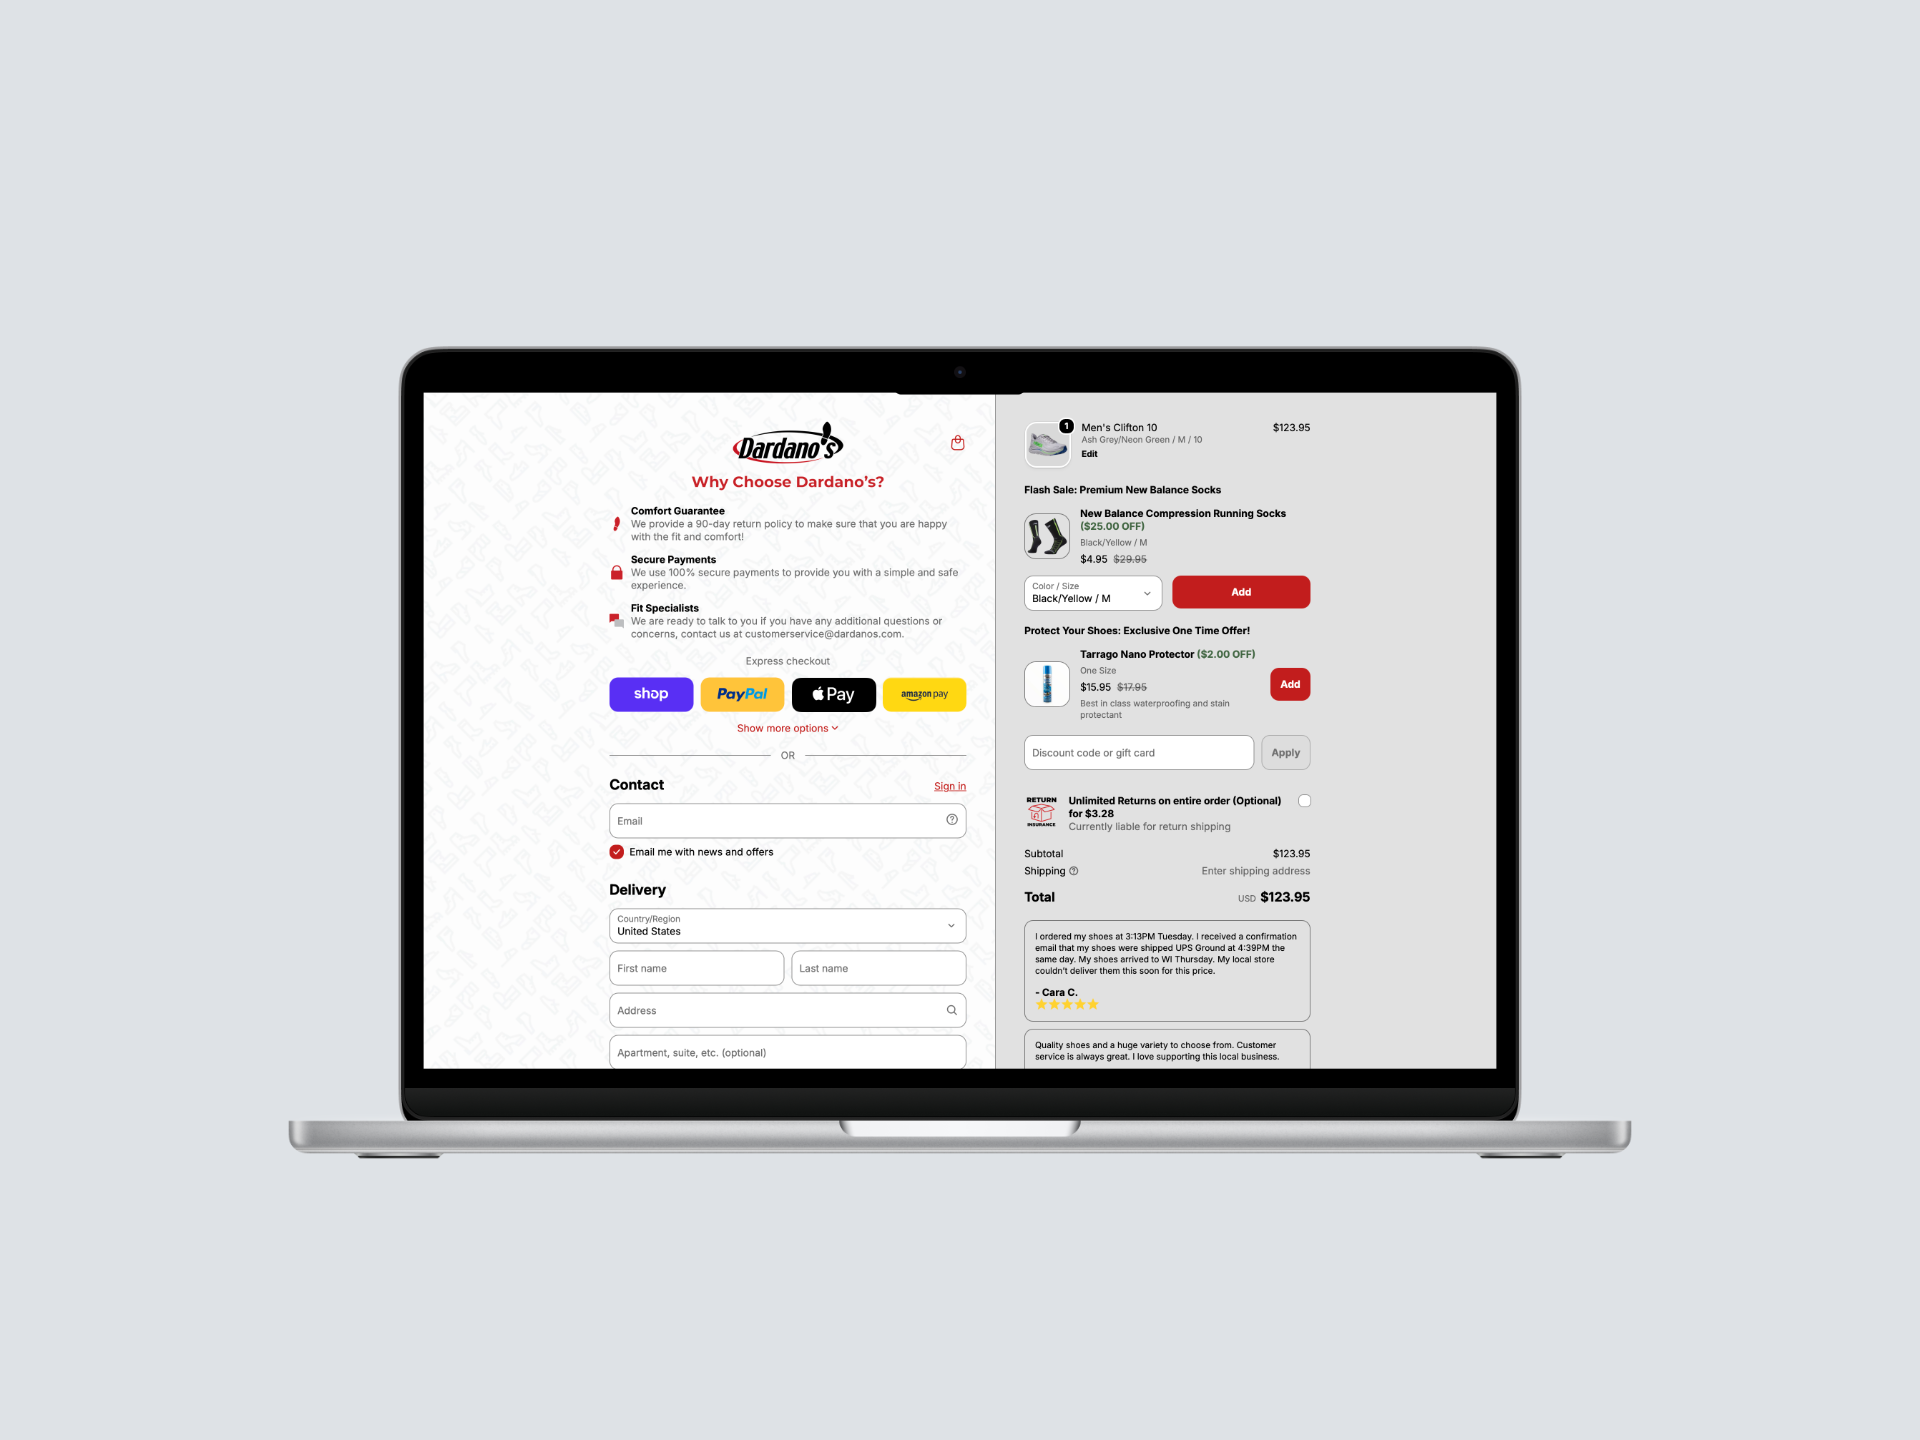 Dardano's
Why Choose Dardano's?
Comfort Guarantee
We provide a 90-day return policy to make sure that you are happy
with the fit and comfort!
Secure Payments
We use 100% secure payments to provide you with a simple and safe
experience.
Fit Specialists
We are ready to talk to you if you have any additional questions or
concerns, contact us at customerservice@dardanos.com.
Express checkout
shop
PayPal
Pay
amazon pay
Show more options
OR
Contact
Sign in
Email
Email me with news and offers
Delivery
Country/Region
United States
First name
Last name
Address
Apartment, suite, etc. (optional)
1
Men's Clifton 10
$123.95
Ash Grey/Neon Green / M / 10
Edit
Flash Sale: Premium New Balance Socks
New Balance Compression Running Socks
($25.00 OFF)
Black/Yellow / M
$4.95 $29.95
Color / Size
Black/Yellow / M
Add
Protect Your Shoes: Exclusive One Time Offer!
Tarrago Nano Protector ($2.00 OFF)
One Size
$15.95 $17.95
Best in class waterproofing and stain
protectant
Add
Discount code or gift card
Apply
RETURN
INSURANCE
Unlimited Returns on entire order (Optional)
for $3.28
Currently liable for return shipping
Subtotal
$123.95
Shipping
Enter shipping address
Total
USD $123.95
I ordered my shoes at 3:13PM Tuesday. I received a confirmation
email that my shoes were shipped UPS Ground at 4:39PM the
same day. My shoes arrived to WI Thursday. My local store
couldn't deliver them this soon for this price.
- Cara C.
Quality shoes and a huge variety to choose from. Customer
service is always great. I love supporting this local business.